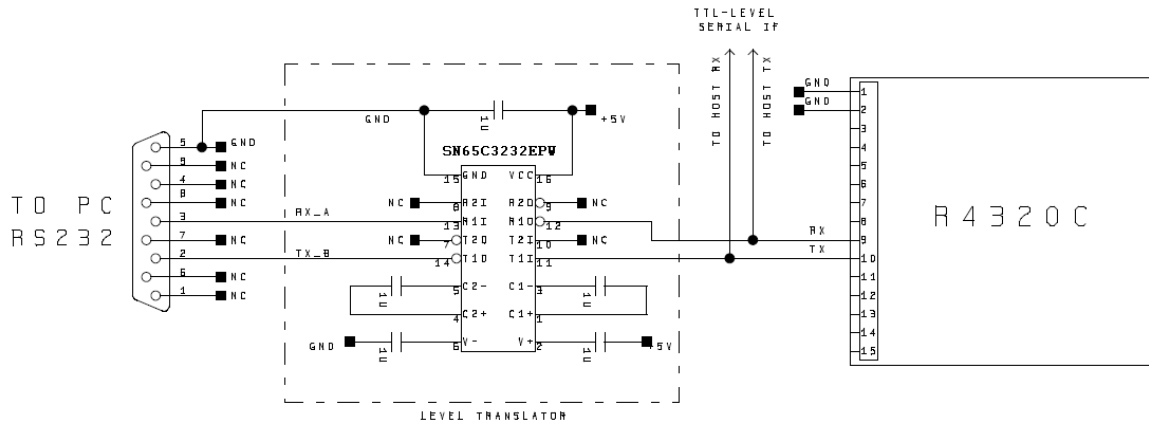 TTL-LEVEL
SERIAL IF
TO HOST RX
TO HOST TX
GND
GND
1
2
3
4
5
6
7
8
9
10
11
12
13
14
15
R4320C
RX
TX
TO PC
RS232
5 GND
9 NC
4 NC
8 NC
3
7 NC
2
6 NC
1 NC
RX_A
TX_B
GND
1U
+5V
SN65C3232EPW
15 GND VCC 16
NC 8 R2I R2O 9 NC
13 R1I R1O 12
NC 7 T2O T2I 10 NC
14 T1O T1I 11
1U 5 C2- C1- 3 1U
4 C2+ C1+ 1
GND 1U 6 V- V+ 2 1U +5V
LEVEL TRANSLATOR